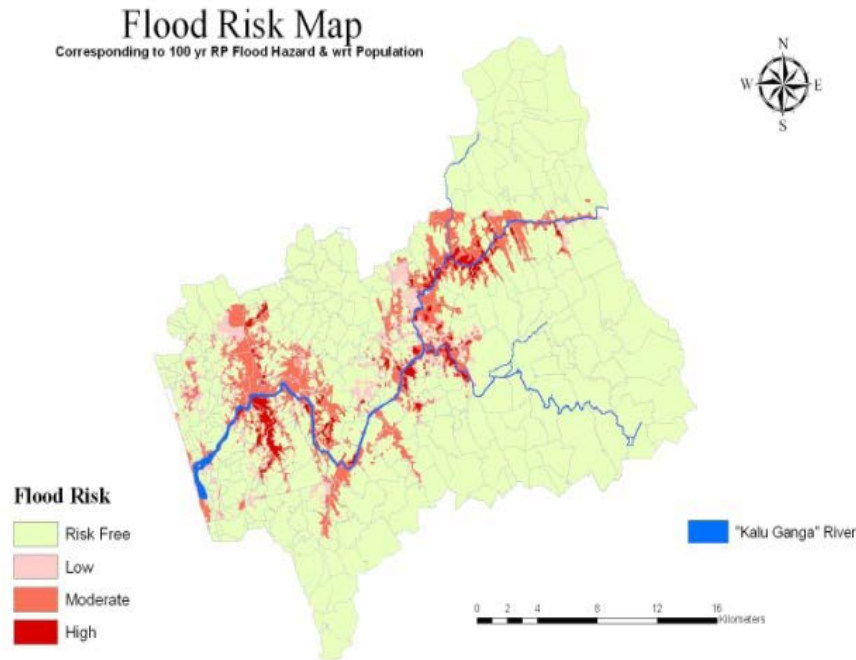 Flood Risk Map
Corresponding to 100 yr RP Flood Hazard & wrt Population
N
W E
S
Flood Risk
Risk Free
Low
Moderate
High
"Kalu Ganga" River
0 2 4 8 12 16
Kilometers